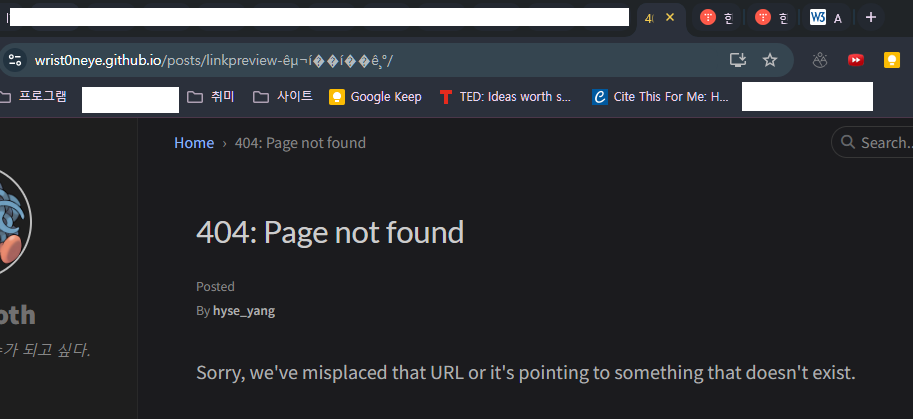 한
한
W3 A
wrist0neye.github.io/posts/linkpreview-êµ¬í��í��ê¸°/
프로그램 취미 사이트 Google Keep TED: Ideas worth s... Cite This For Me: H...
Home › 404: Page not found Search...
404: Page not found
Posted
By hyse_yang
oth
가 되고 싶다.
Sorry, we've misplaced that URL or it's pointing to something that doesn't exist.